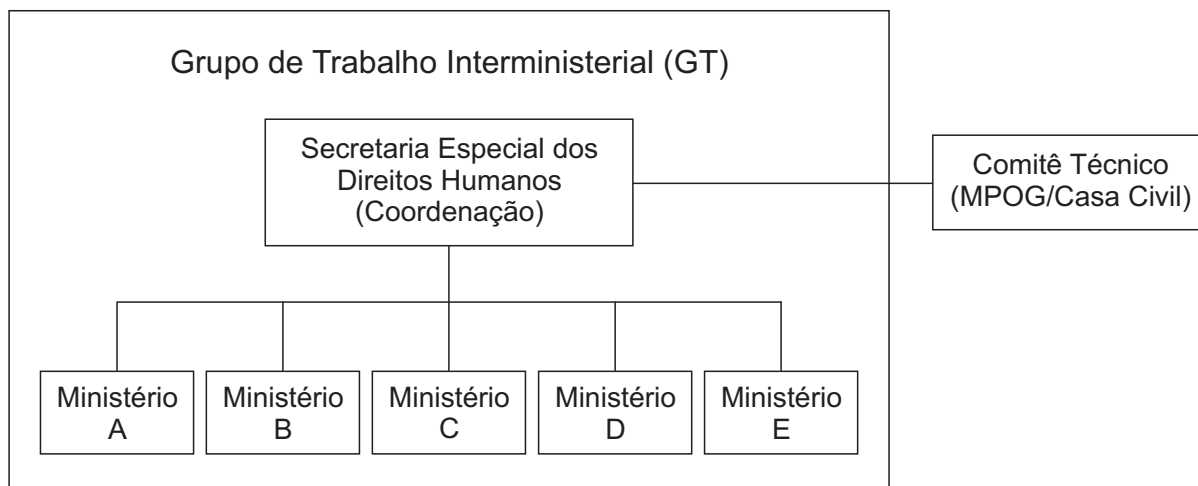 Grupo de Trabalho Interministerial (GT)
Secretaria Especial dos
Direitos Humanos
(Coordenação)
Comitê Técnico
(MPOG/Casa Civil)
Ministério
A
Ministério
B
Ministério
C
Ministério
D
Ministério
E